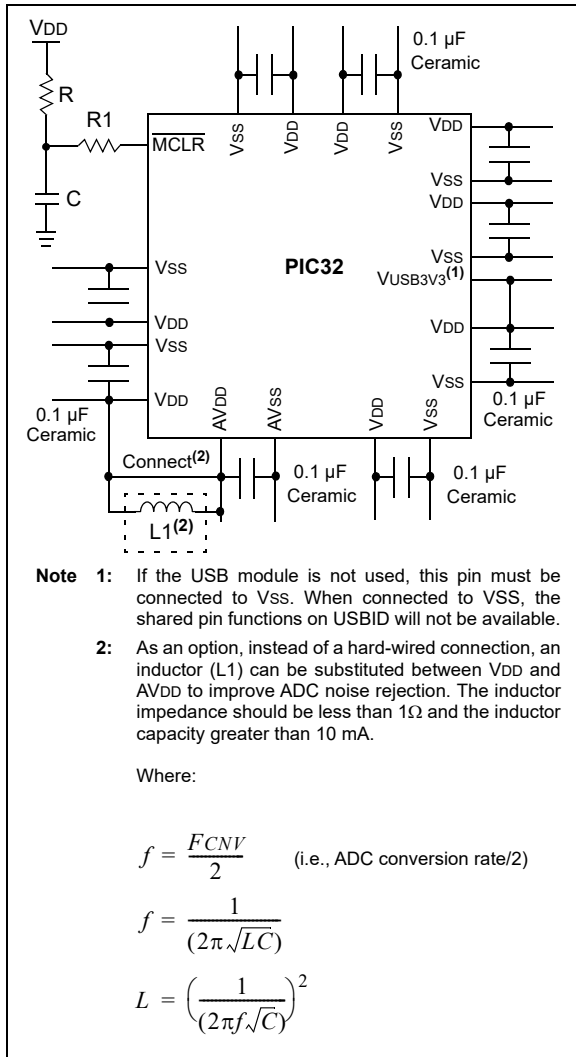 VDD
R
R1
C
MCLR
VSS
VDD
VDD
VSS
0.1 µF
Ceramic
VDD
VSS
VDD
VSS
VUSB3V3(1)
VDD
VSS
0.1 µF
Ceramic
PIC32
VSS
VDD
VSS
VDD
0.1 µF
Ceramic
AVDD
AVSS
VDD
VSS
Connect(2)
L1(2)
0.1 µF
Ceramic
0.1 µF
Ceramic
Note 1: If the USB module is not used, this pin must be
connected to VSS. When connected to VSS, the
shared pin functions on USBID will not be available.
2: As an option, instead of a hard-wired connection, an
inductor (L1) can be substituted between VDD and
AVDD to improve ADC noise rejection. The inductor
impedance should be less than 1Ω and the inductor
capacity greater than 10 mA.
Where:
f = FCNV / 2 (i.e., ADC conversion rate/2)
f = 1 / (2π√LC)
L = (1 / (2πf√C))²